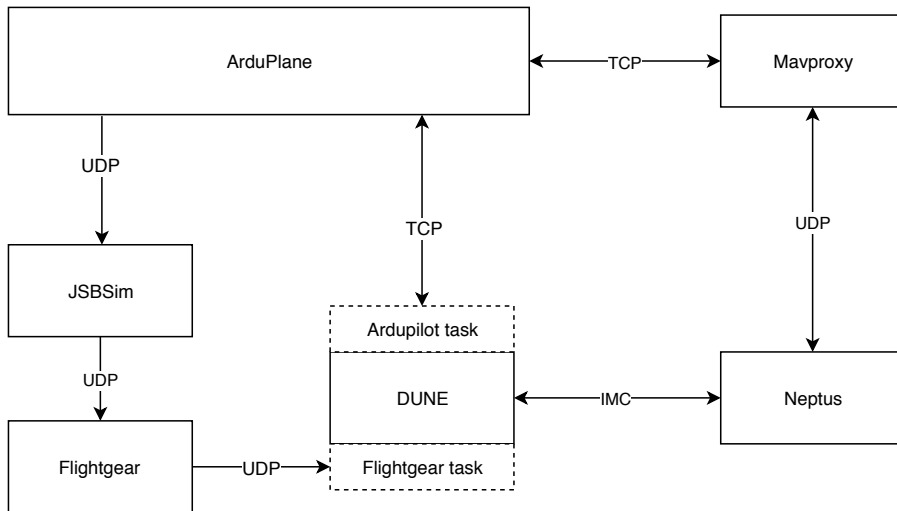 ArduPlane
TCP
Mavproxy
UDP
TCP
UDP
JSBSim
Ardupilot task
UDP
DUNE
IMC
Neptus
Flightgear
UDP
Flightgear task